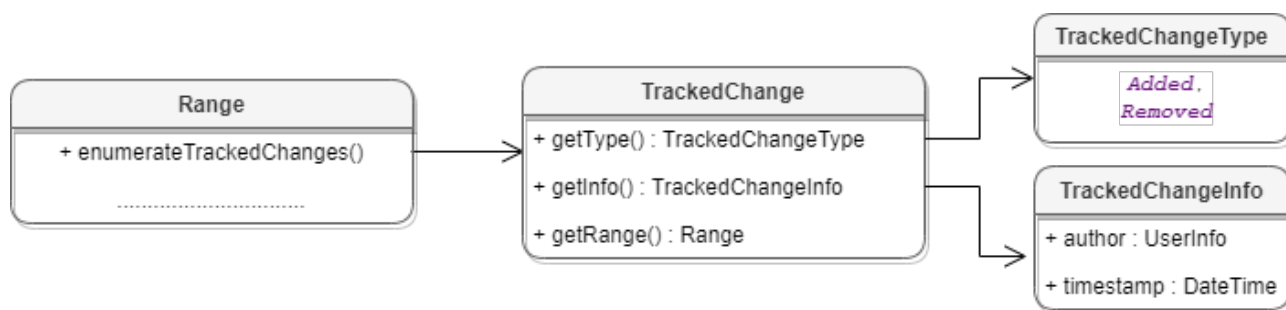 Range
+ enumerateTrackedChanges()
...............................
TrackedChange
+ getType() : TrackedChangeType
+ getInfo() : TrackedChangeInfo
+ getRange() : Range
TrackedChangeType
Added,
Removed
TrackedChangeInfo
+ author : UserInfo
+ timestamp : DateTime